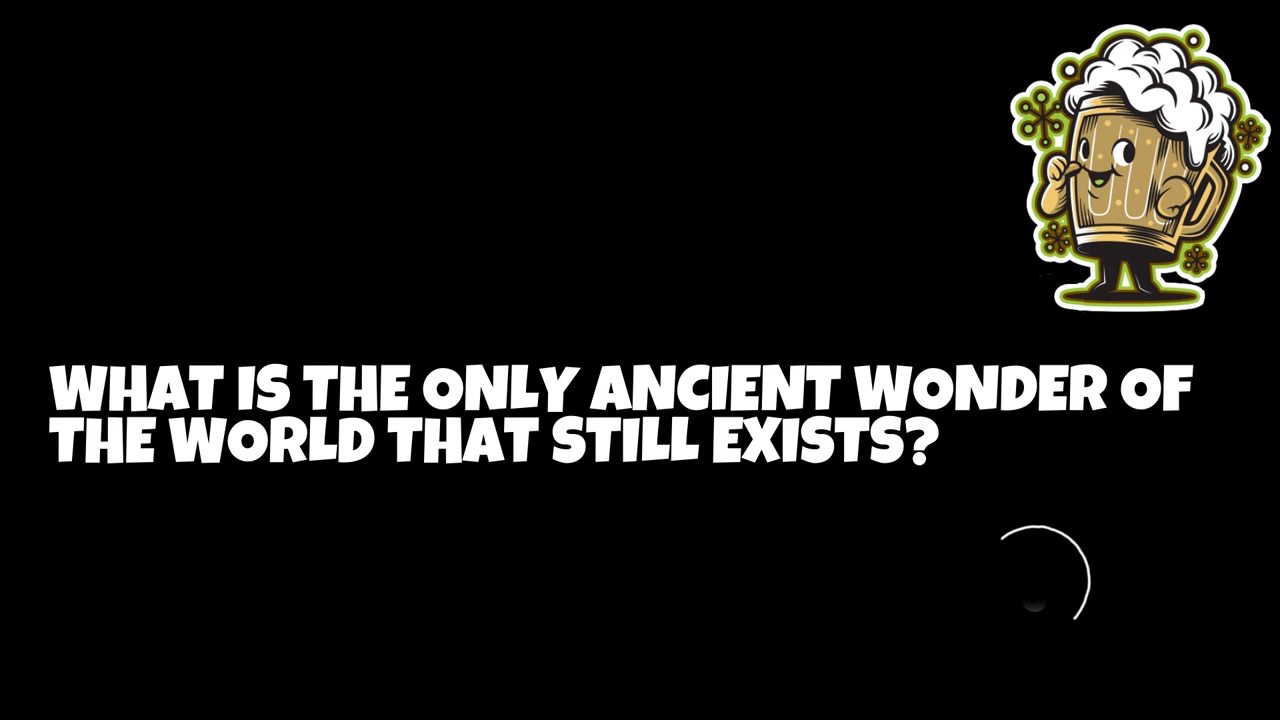 WHAT IS THE ONLY ANCIENT WONDER OF
THE WORLD THAT STILL EXISTS?